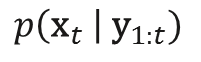 p(𝐱ₜ | 𝐲₁:ₜ)